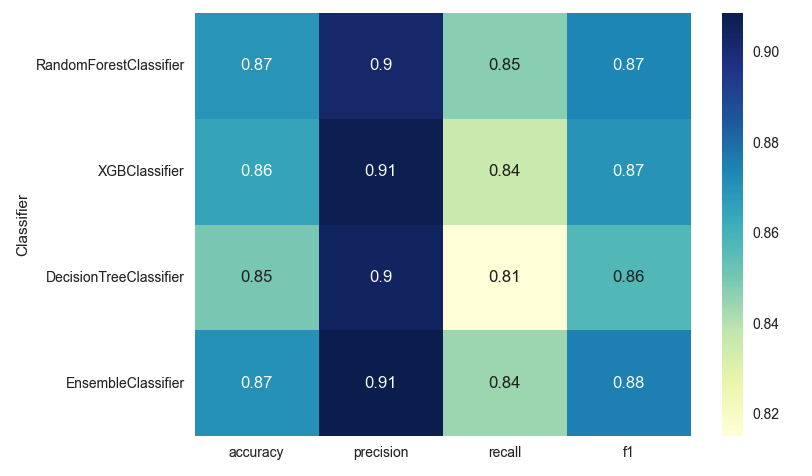 Classifier
RandomForestClassifier 0.87 0.9 0.85 0.87
XGBClassifier 0.86 0.91 0.84 0.87
DecisionTreeClassifier 0.85 0.9 0.81 0.86
EnsembleClassifier 0.87 0.91 0.84 0.88
accuracy precision recall f1
0.90
0.88
0.86
0.84
0.82